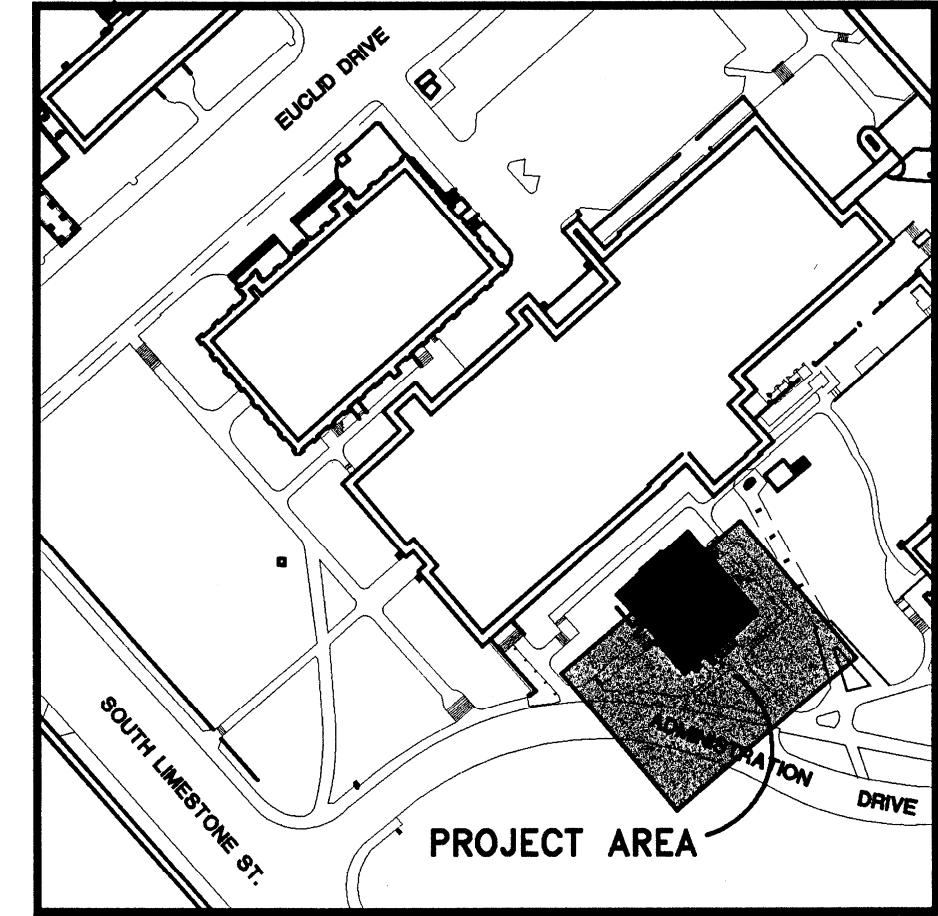 EUCLID DRIVE
SOUTH LIMESTONE ST.
ADMINISTRATION DRIVE
PROJECT AREA